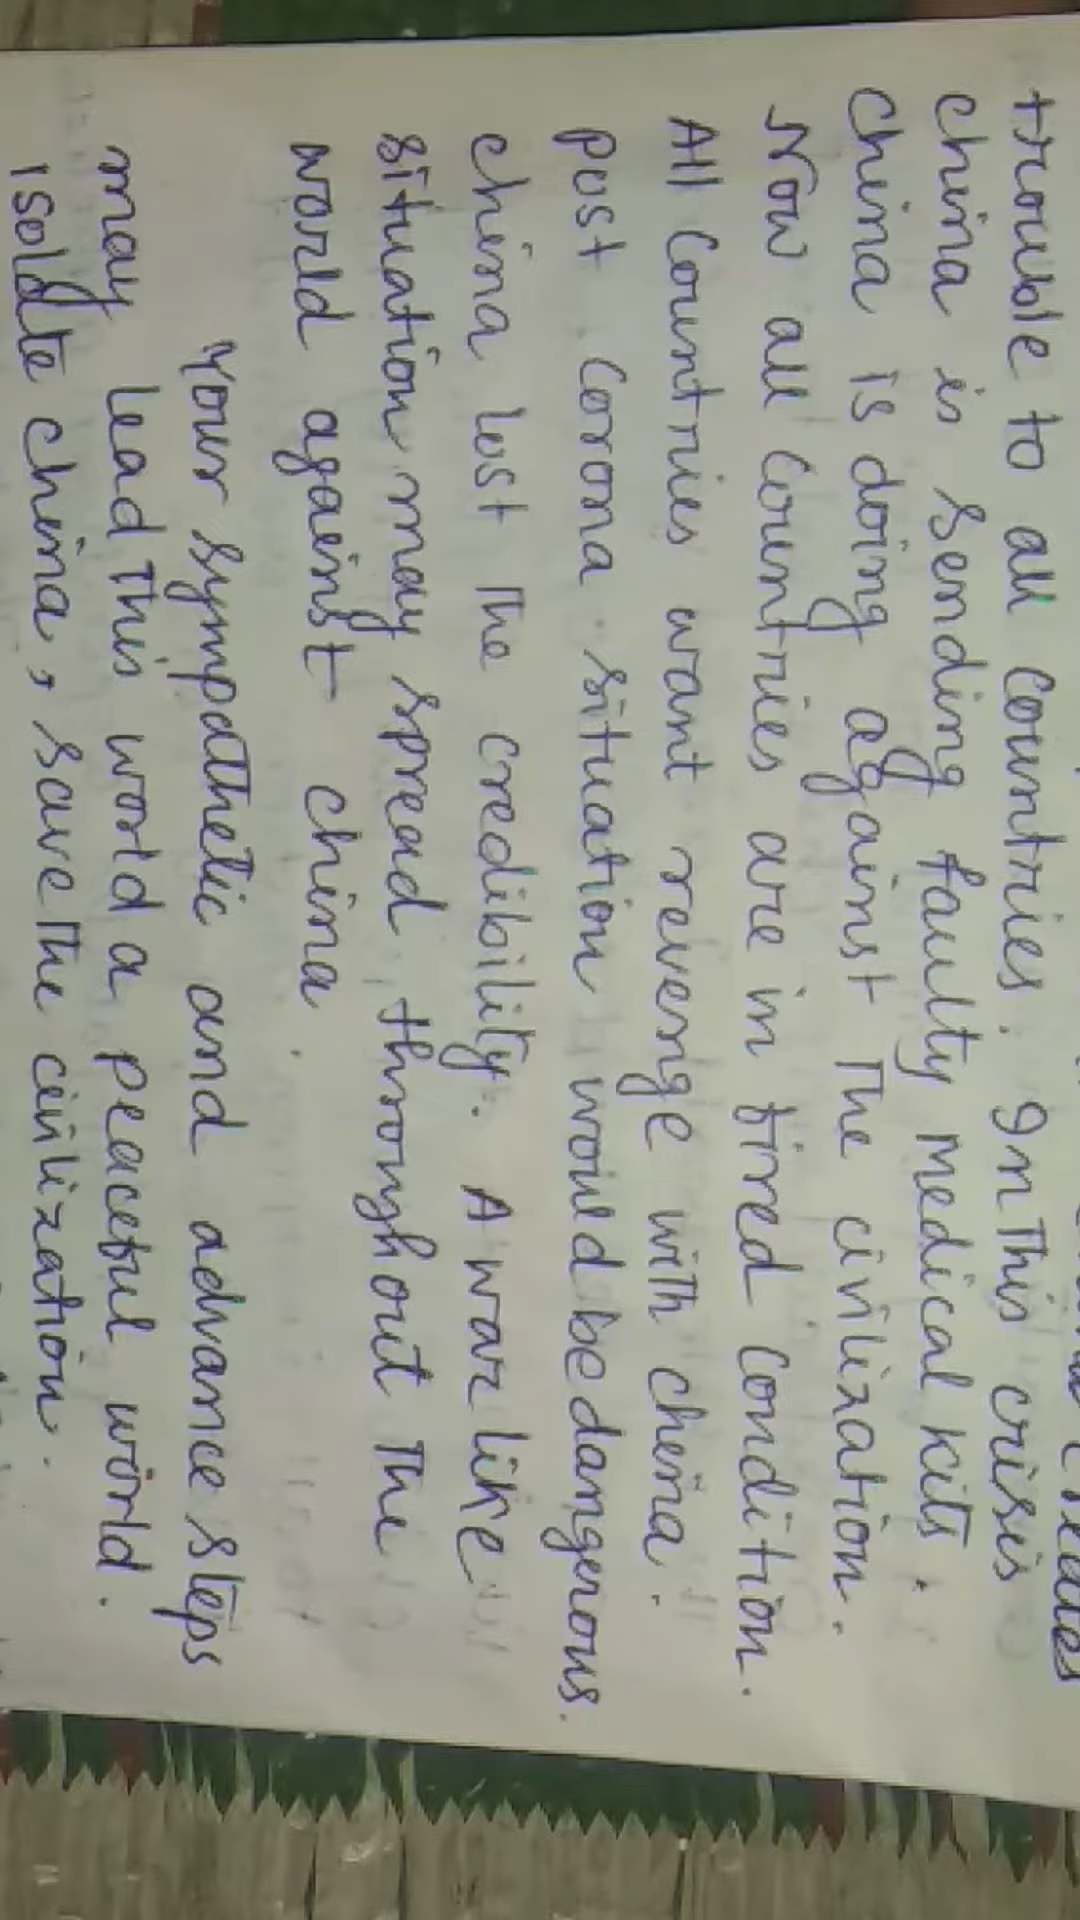 trouble to all Countries. In This crisis
china is sending faulty medical kits.
China is doing against The civilization.
Now all Countries are in tired Condition.
All Countries want revenge with china.
post Corona situation would be dangerous.
china lost The credibility. A war like
situation may spread throughout The
world against china.
Your sympathetic and advance steps
may lead This world a peaceful world.
isolate china, save The civilization.